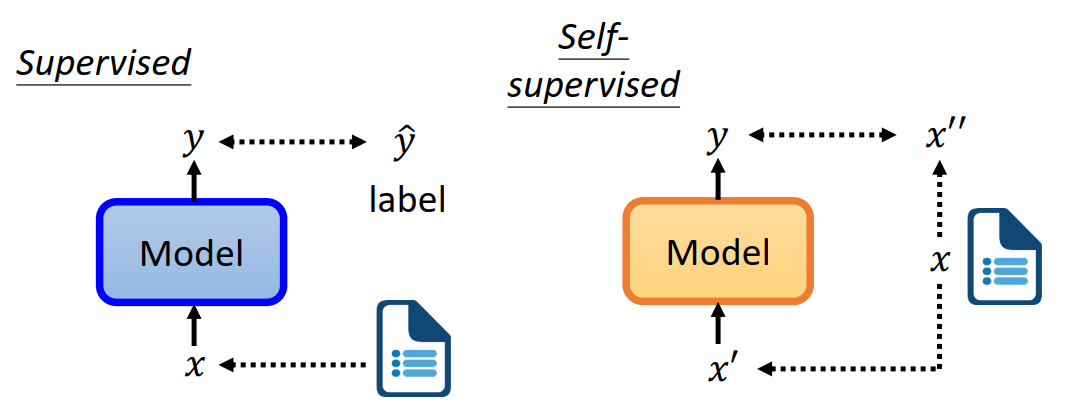 Supervised
y
ŷ
label
Model
x
Self-
supervised
y
x′′
Model
x
x′